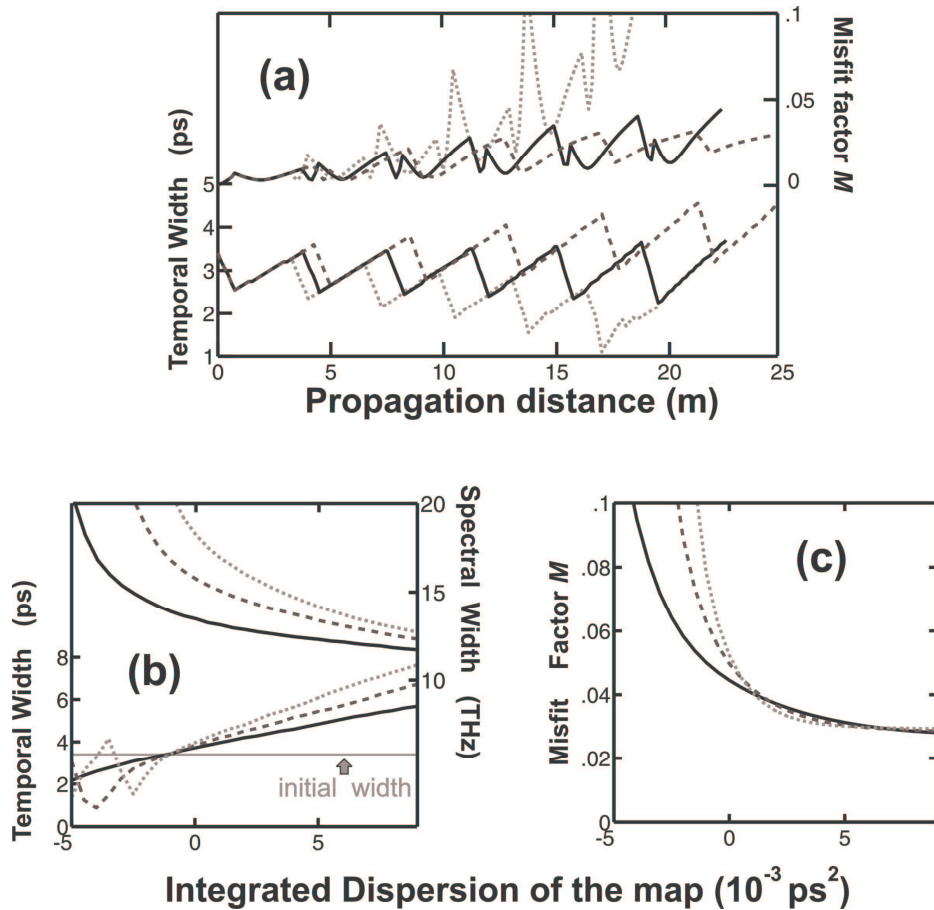 (a)
Temporal Width (ps)
5
4
3
2
1
.1
.05
0
Misfit factor M
0 5 10 15 20 25
Propagation distance (m)
(b)
Temporal Width (ps)
8
6
4
2
0
20
15
10
Spectral Width (THz)
initial width
-5 0 5
(c)
Misfit Factor M
.1
.08
.06
.04
.02
-5 0 5
Integrated Dispersion of the map (10-3 ps2)